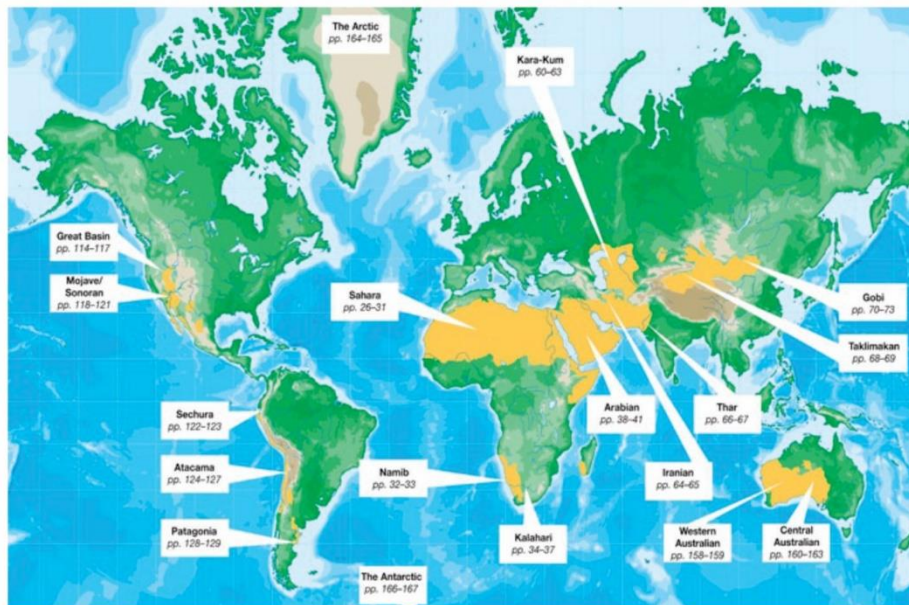 The Arctic
pp. 164–165
Kara-Kum
pp. 60–63
Great Basin
pp. 114–117
Mojave/
Sonoran
pp. 118–121
Sahara
pp. 26–31
Gobi
pp. 70–73
Taklimakan
pp. 68–69
Sechura
pp. 122–123
Arabian
pp. 38–41
Thar
pp. 66–67
Atacama
pp. 124–127
Namib
pp. 32–33
Iranian
pp. 64–65
Patagonia
pp. 128–129
Kalahari
pp. 34–37
Western
Australian
pp. 158–159
Central
Australian
pp. 160–163
The Antarctic
pp. 166–167